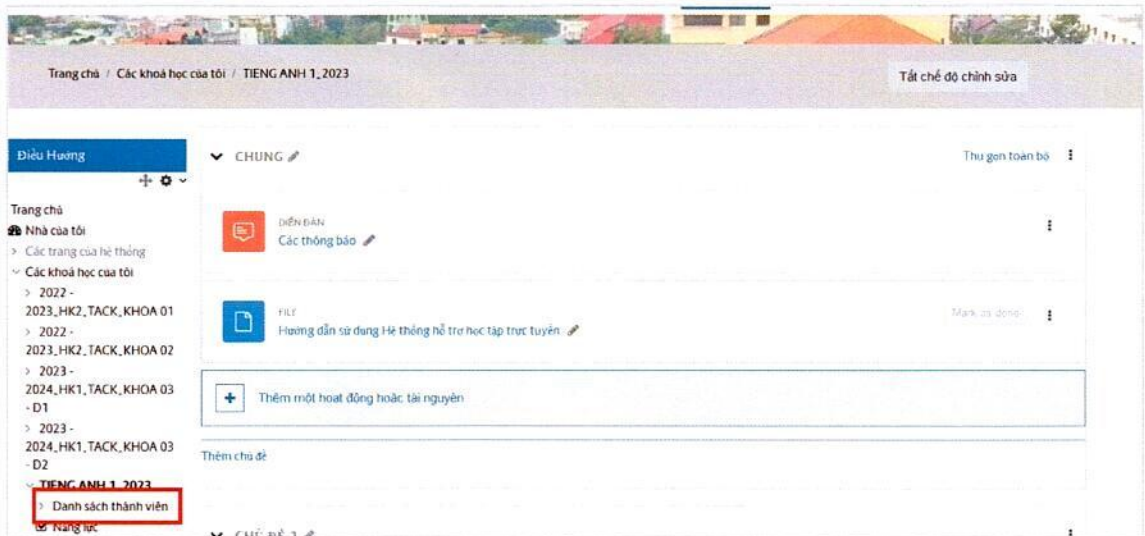 Trang chủ / Các khoá học của tôi / TIENG ANH 1_2023
Tắt chế độ chỉnh sửa
Điều Hướng
Trang chủ
Nhà của tôi
Các trang của hệ thống
Các khoá học của tôi
2022 -
2023_HK2_TACK_KHOA 01
2022 -
2023_HK2_TACK_KHOA 02
2023 -
2024_HK1_TACK_KHOA 03
- D1
2023 -
2024_HK1_TACK_KHOA 03
- D2
TIENG ANH 1_2023
Danh sách thành viên
Năng lực
CHUNG
Thu gọn toàn bộ
DIỄN ĐÀN
Các thông báo
FILE
Hướng dẫn sử dụng Hệ thống hỗ trợ học tập trực tuyến
Mark as done
Thêm một hoạt động hoặc tài nguyên
Thêm chủ đề